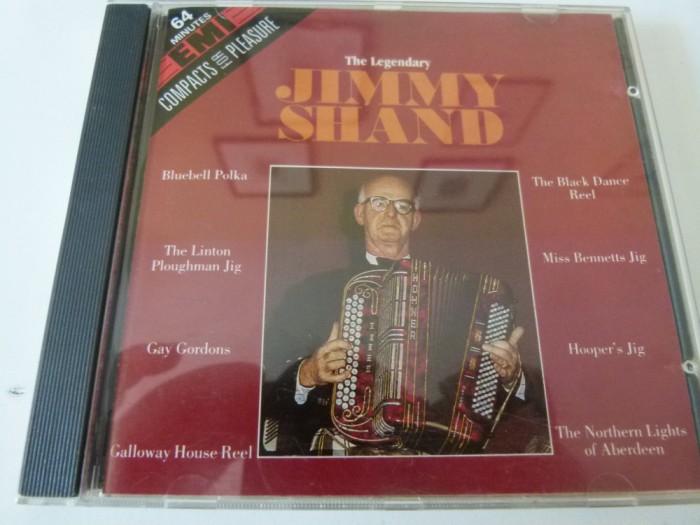 64
MINUTES
EMI
COMPACTS FOR PLEASURE
The Legendary
JIMMY
SHAND
Bluebell Polka
The Linton
Ploughman Jig
Gay Gordons
Galloway House Reel
HOHNER
The Black Dance
Reel
Miss Bennetts Jig
Hooper's Jig
The Northern Lights
of Aberdeen